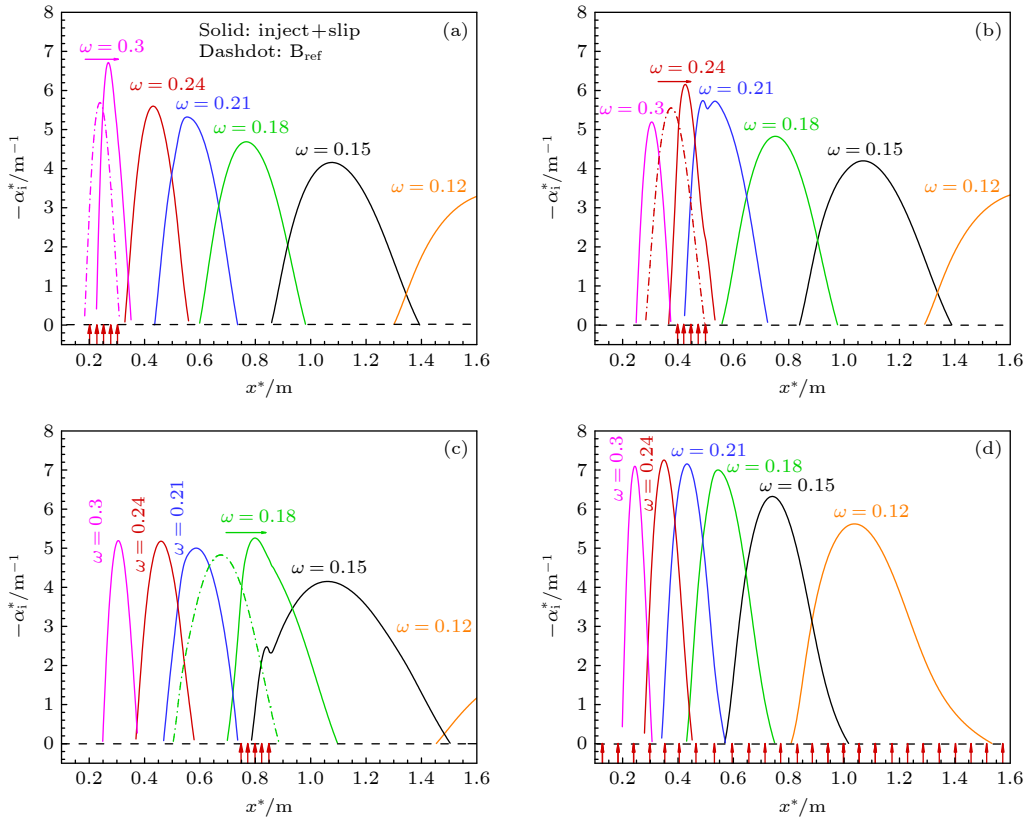 Solid: inject+slip
Dashdot: B_ref
(a)
ω = 0.3
ω = 0.24
ω = 0.21
ω = 0.18
ω = 0.15
ω = 0.12
8
7
6
5
4
3
2
1
0
−α_i^*/m^−1
0.2 0.4 0.6 0.8 1.0 1.2 1.4 1.6
x*/m
(b)
ω = 0.24
ω = 0.21
ω = 0.3
ω = 0.18
ω = 0.15
ω = 0.12
8
7
6
5
4
3
2
1
0
−α_i^*/m^−1
0.2 0.4 0.6 0.8 1.0 1.2 1.4 1.6
x*/m
(c)
ω = 0.3
ω = 0.24
ω = 0.21
ω = 0.18
ω = 0.15
ω = 0.12
8
7
6
5
4
3
2
1
0
−α_i^*/m^−1
0.2 0.4 0.6 0.8 1.0 1.2 1.4 1.6
x*/m
(d)
ω = 0.3
ω = 0.24
ω = 0.21
ω = 0.18
ω = 0.15
ω = 0.12
8
7
6
5
4
3
2
1
0
−α_i^*/m^−1
0.2 0.4 0.6 0.8 1.0 1.2 1.4 1.6
x*/m